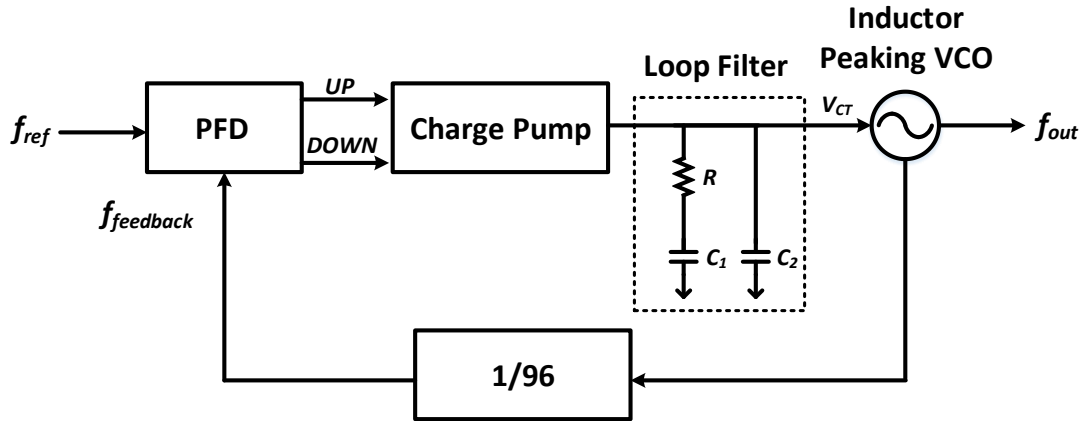 Inductor
Peaking VCO
Loop Filter
f_ref
PFD
UP
DOWN
Charge Pump
R
C_1
C_2
V_CT
f_out
f_feedback
1/96